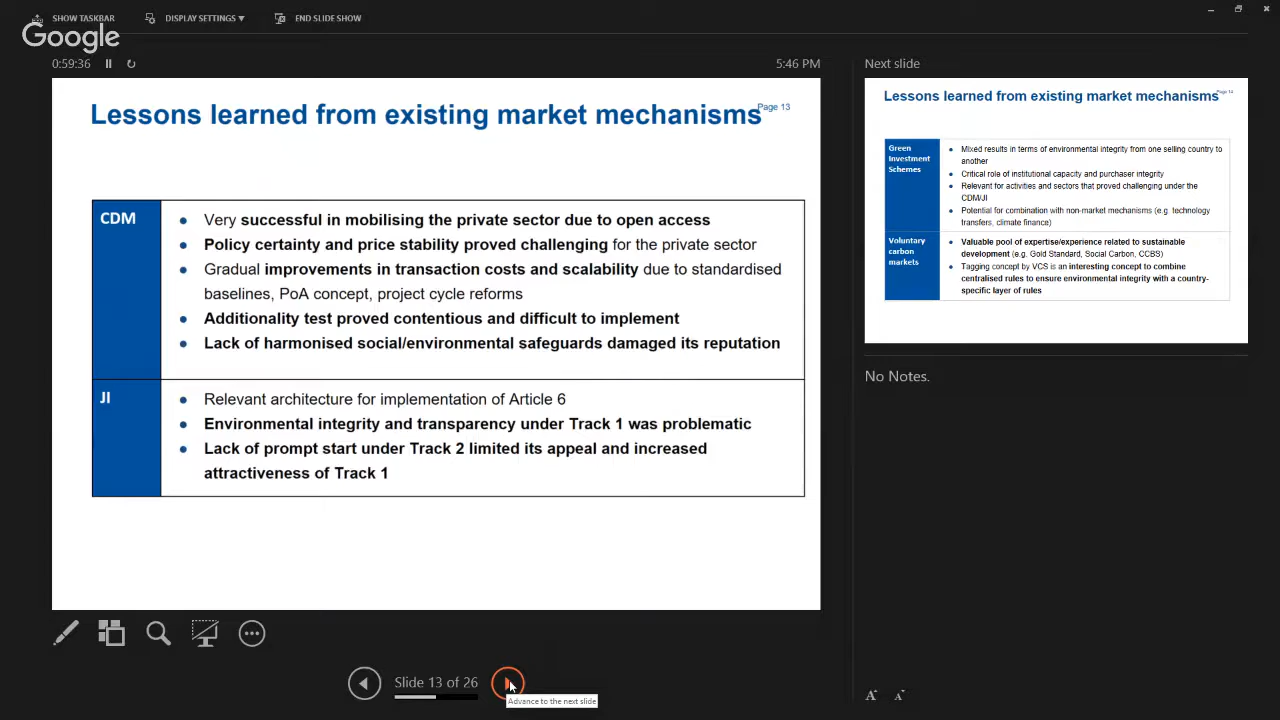 SHOW TASKBAR DISPLAY SETTINGS ▼ END SLIDE SHOW
Google
0:59:36 5:46 PM
Lessons learned from existing market mechanisms
Page 13
CDM
• Very successful in mobilising the private sector due to open access
• Policy certainty and price stability proved challenging for the private sector
• Gradual improvements in transaction costs and scalability due to standardised
baselines, PoA concept, project cycle reforms
• Additionality test proved contentious and difficult to implement
• Lack of harmonised social/environmental safeguards damaged its reputation
JI
• Relevant architecture for implementation of Article 6
• Environmental integrity and transparency under Track 1 was problematic
• Lack of prompt start under Track 2 limited its appeal and increased
attractiveness of Track 1
Slide 13 of 26
Advance to the next slide
Next slide
Lessons learned from existing market mechanisms
Green
Investment
Schemes
• Mixed results in terms of environmental integrity from one selling country to
another
• Critical role of institutional capacity and purchaser integrity
• Relevant for activities and sectors that proved challenging under the
CDM/JI
• Potential for combination with non-market mechanisms (e.g. technology
transfers, climate finance)
Voluntary
carbon
markets
• Valuable pool of expertise/experience related to sustainable
development (e.g. Gold Standard, Social Carbon, CCBS)
• Tagging concept by VCS is an interesting concept to combine
centralised rules to ensure environmental integrity with a country-
specific layer of rules
No Notes.
A A